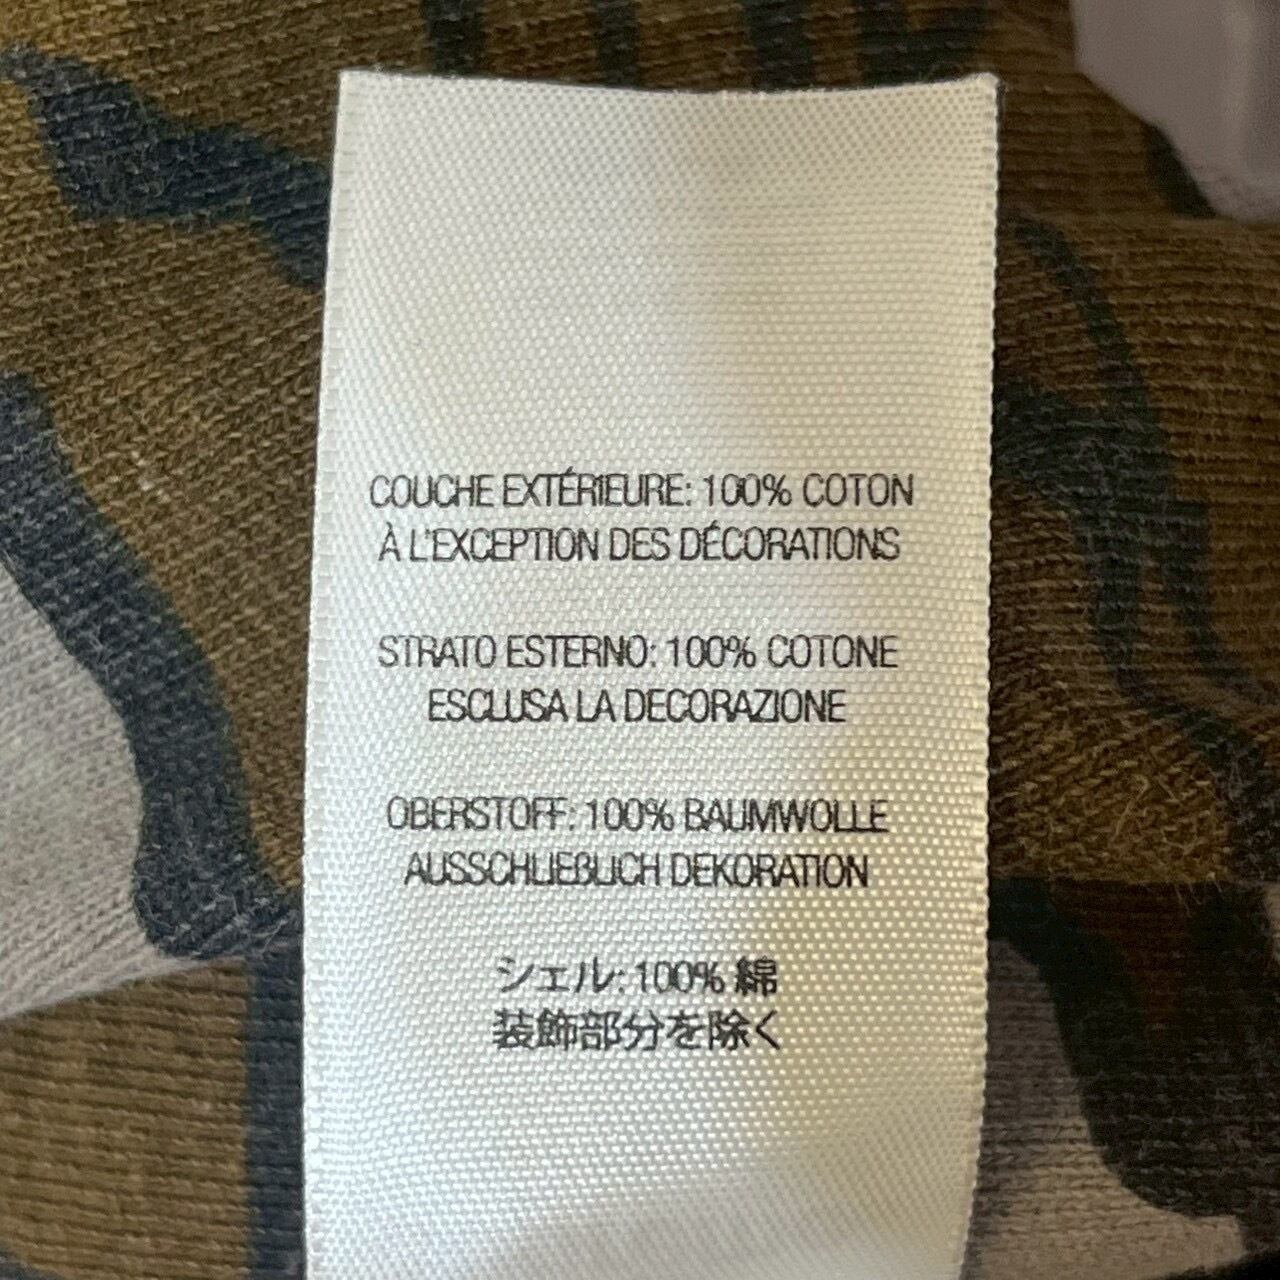 COUCHE EXTÉRIEURE: 100% COTON
À L'EXCEPTION DES DÉCORATIONS
STRATO ESTERNO: 100% COTONE
ESCLUSA LA DECORAZIONE
OBERSTOFF: 100% BAUMWOLLE
AUSSCHLIEßLICH DEKORATION
シェル: 100% 綿
装飾部分を除く